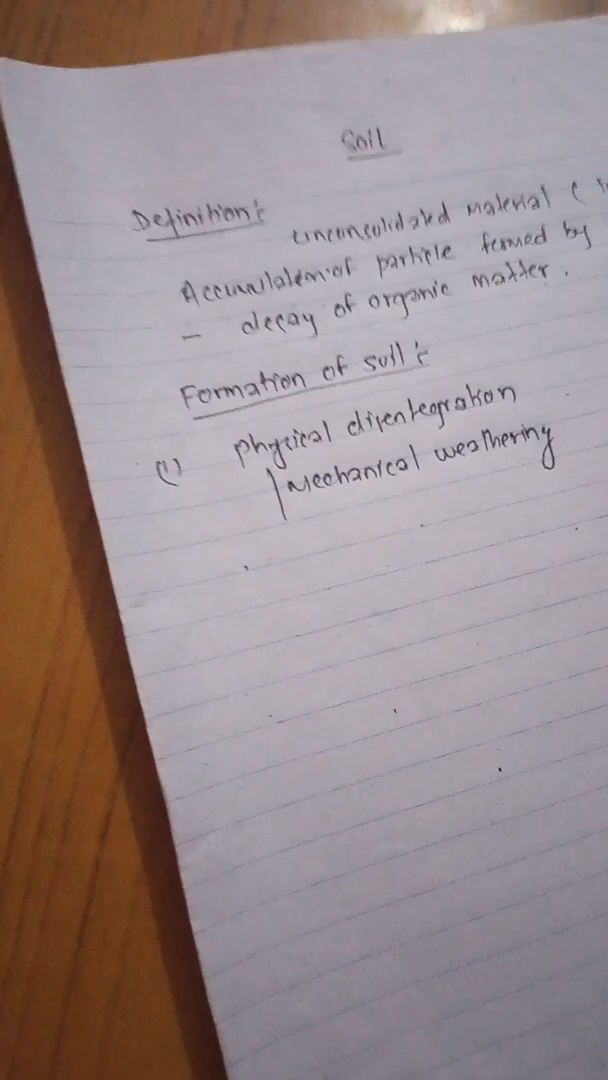 Soil
Definition:
unconsolidated material (
Accumulation of particle formed by
- decay of organic matter.
Formation of soil:
(1) physical disentegration
/ Mechanical weathering